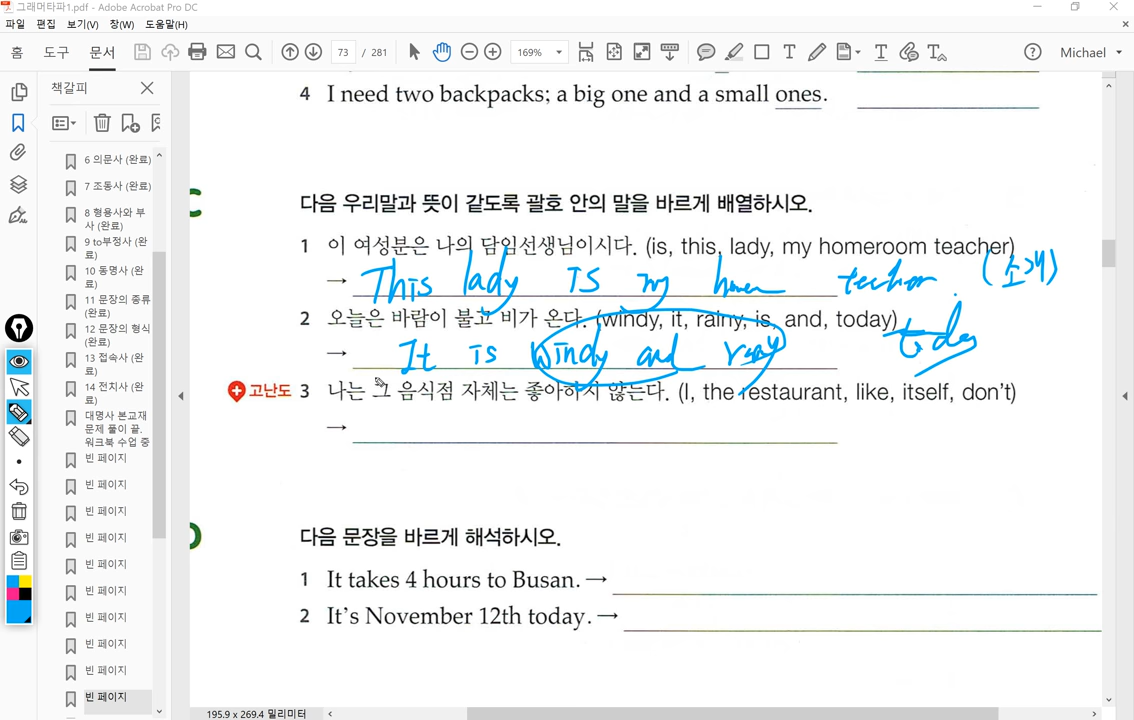 그래머타파1.pdf - Adobe Acrobat Pro DC
파일 편집 보기(V) 창(W) 도움말(H)
홈 도구 문서 73 / 281 169% Michael
책갈피
6 의문사 (완료)
7 조동사 (완료)
8 형용사와 부
사 (완료)
9 to부정사 (완
료)
10 동명사 (완
료)
11 문장의 종류
(완료)
12 문장의 형식
(완료)
13 접속사 (완
료)
14 전치사 (완
료)
대명사 본교재
문제 풀이 끝.
워크북 수업 중
빈 페이지
빈 페이지
빈 페이지
빈 페이지
빈 페이지
빈 페이지
빈 페이지
빈 페이지
빈 페이지
빈 페이지
4 I need two backpacks; a big one and a small ones.
C
다음 우리말과 뜻이 같도록 괄호 안의 말을 바르게 배열하시오.
1 이 여성분은 나의 담임선생님이시다. (is, this, lady, my homeroom teacher)
→ This lady is my teacher. (소개)
2 오늘은 바람이 불고 비가 온다. (windy, it, rainy, is, and, today)
→ It is windy and rainy today
고난도 3 나는 그 음식점 자체는 좋아하지 않는다. (I, the restaurant, like, itself, don't)
→
D
다음 문장을 바르게 해석하시오.
1 It takes 4 hours to Busan. →
2 It's November 12th today. →
195.9 x 269.4 밀리미터